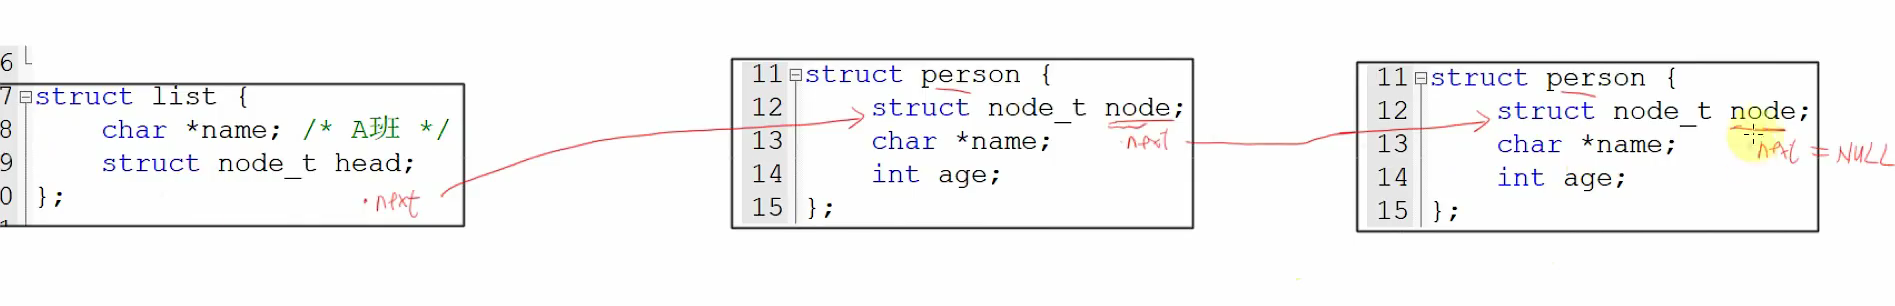 6
7 struct list {
8 char *name; /* A班 */
9 struct node_t head;
0 };
.next
11 struct person {
12 struct node_t node;
13 char *name;
.next
14 int age;
15 };
11 struct person {
12 struct node_t node;
13 char *name;
next = NULL
14 int age;
15 };